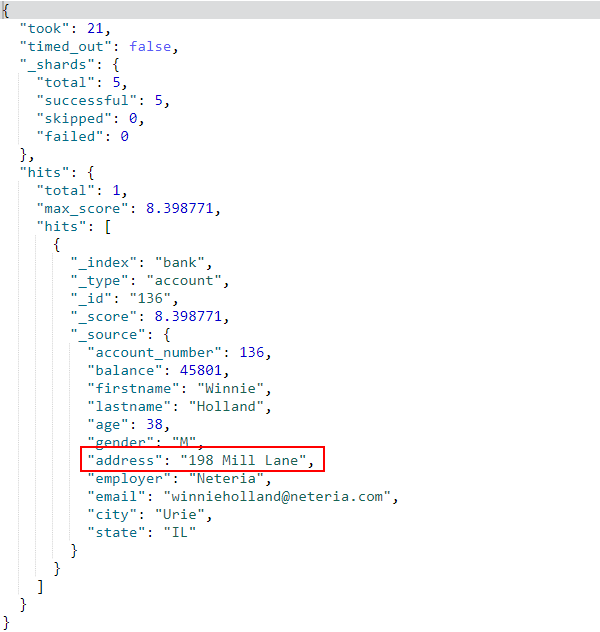 {
"took": 21,
"timed_out": false,
"_shards": {
"total": 5,
"successful": 5,
"skipped": 0,
"failed": 0
},
"hits": {
"total": 1,
"max_score": 8.398771,
"hits": [
{
"_index": "bank",
"_type": "account",
"_id": "136",
"_score": 8.398771,
"_source": {
"account_number": 136,
"balance": 45801,
"firstname": "Winnie",
"lastname": "Holland",
"age": 38,
"gender": "M",
"address": "198 Mill Lane",
"employer": "Neteria",
"email": "winnieholland@neteria.com",
"city": "Urie",
"state": "IL"
}
}
]
}
}